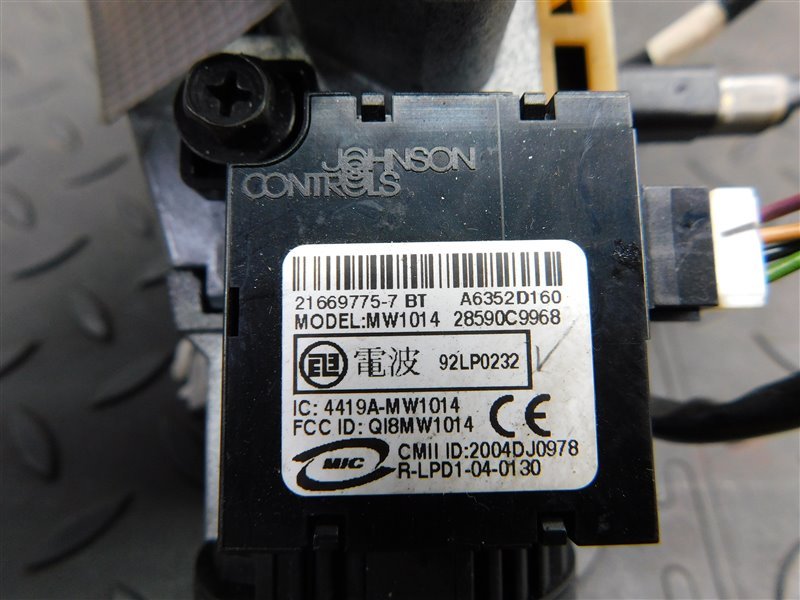 JOHNSON
CONTROLS
21669775-7 BT A6352D160
MODEL:MW1014 28590C9968
電波 92LP0232
IC: 4419A-MW1014
FCC ID: QI8MW1014 CE
MIC CMII ID:2004DJ0978
R-LPD1-04-0130